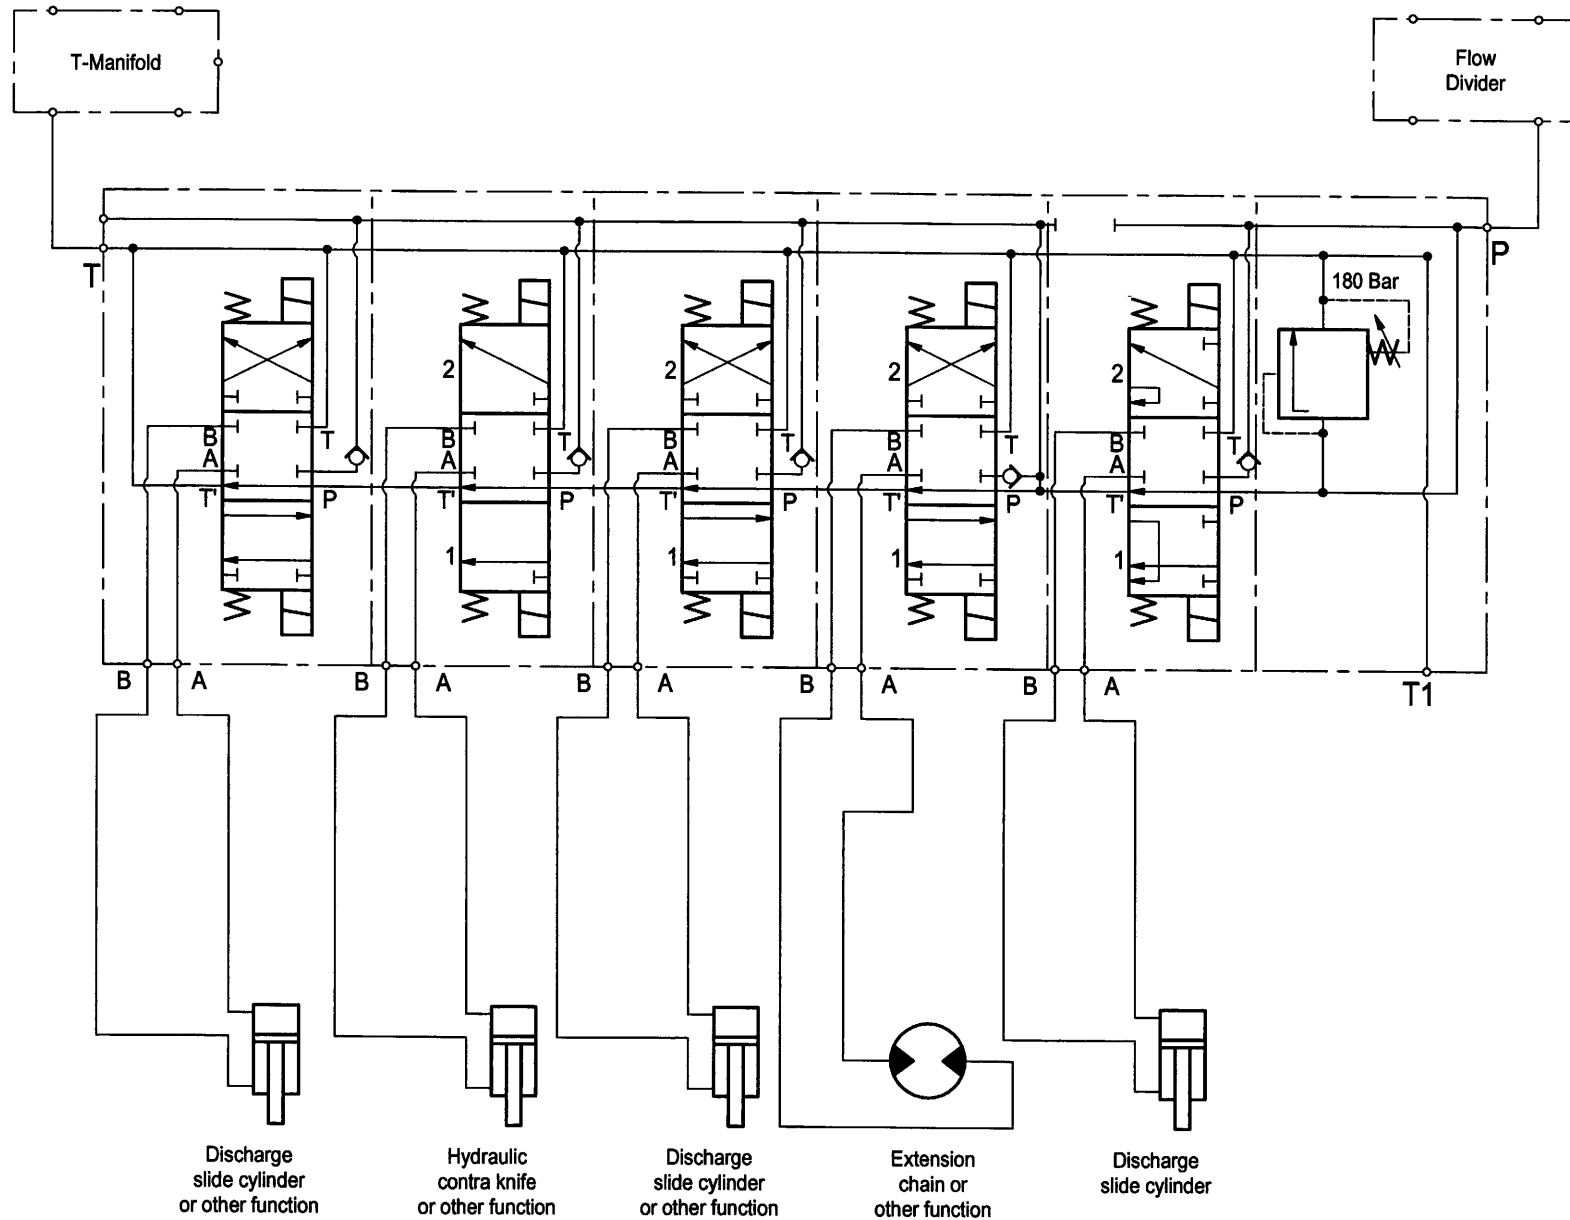 T-Manifold
Flow
Divider
T
P
180 Bar
2
2
2
2
B
T
B
T
B
T
B
T
B
T
A
A
A
A
A
T'
P
T'
P
T'
P
T'
P
T'
P
1
1
1
1
B
A
B
A
B
A
B
A
B
A
T1
Discharge
slide cylinder
or other function
Hydraulic
contra knife
or other function
Discharge
slide cylinder
or other function
Extension
chain or
other function
Discharge
slide cylinder